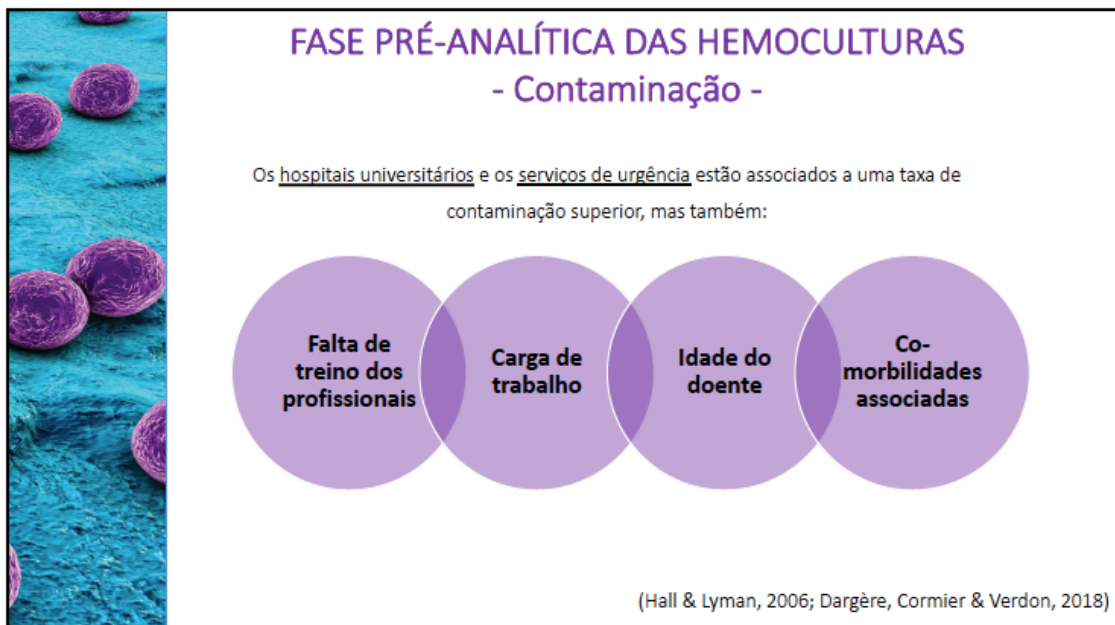 FASE PRÉ-ANALÍTICA DAS HEMOCULTURAS
- Contaminação -
Os hospitais universitários e os serviços de urgência estão associados a uma taxa de
contaminação superior, mas também:
Falta de
treino dos
profissionais
Carga de
trabalho
Idade do
doente
Co-
morbilidades
associadas
(Hall & Lyman, 2006; Dargère, Cormier & Verdon, 2018)